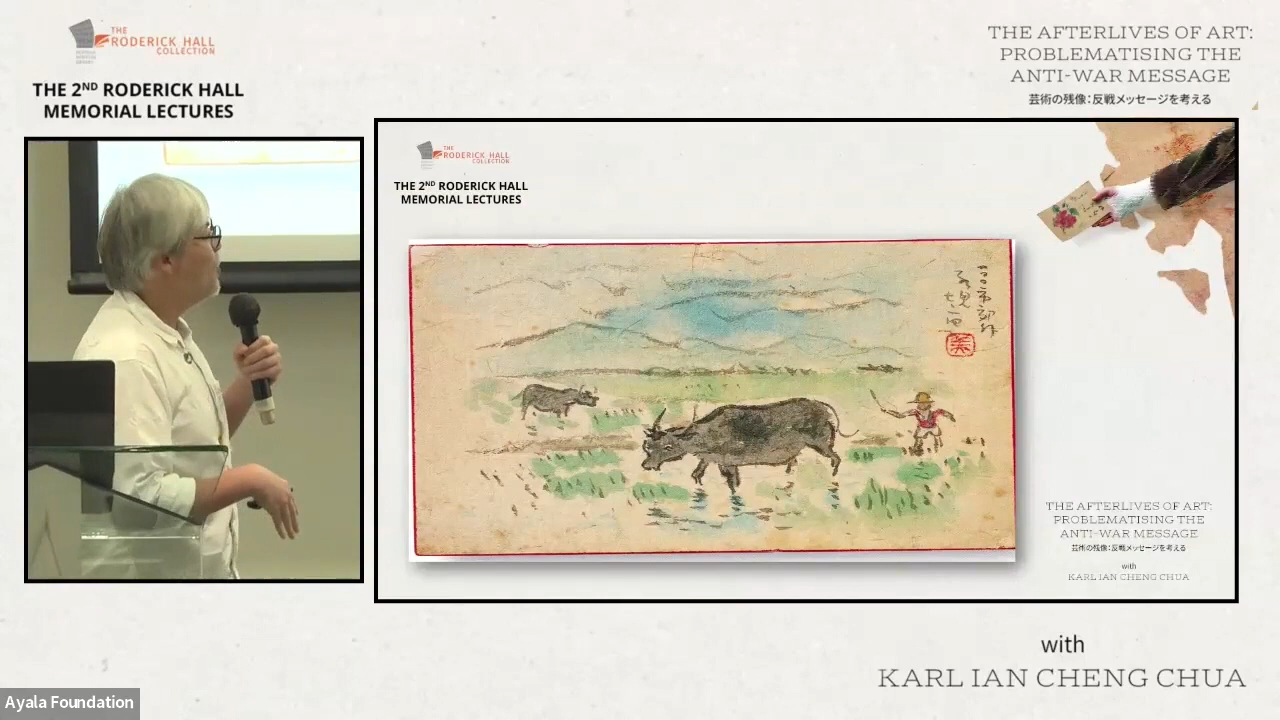 THE
RODERICK HALL
COLLECTION
THE 2ND RODERICK HALL
MEMORIAL LECTURES
THE AFTERLIVES OF ART:
PROBLEMATISING THE
ANTI-WAR MESSAGE
芸術の残像:反戦メッセージを考える
THE
RODERICK HALL
COLLECTION
THE 2ND RODERICK HALL
MEMORIAL LECTURES
THE AFTERLIVES OF ART:
PROBLEMATISING THE
ANTI-WAR MESSAGE
芸術の残像:反戦メッセージを考える
with
KARL IAN CHENG CHUA
with
KARL IAN CHENG CHUA
Ayala Foundation